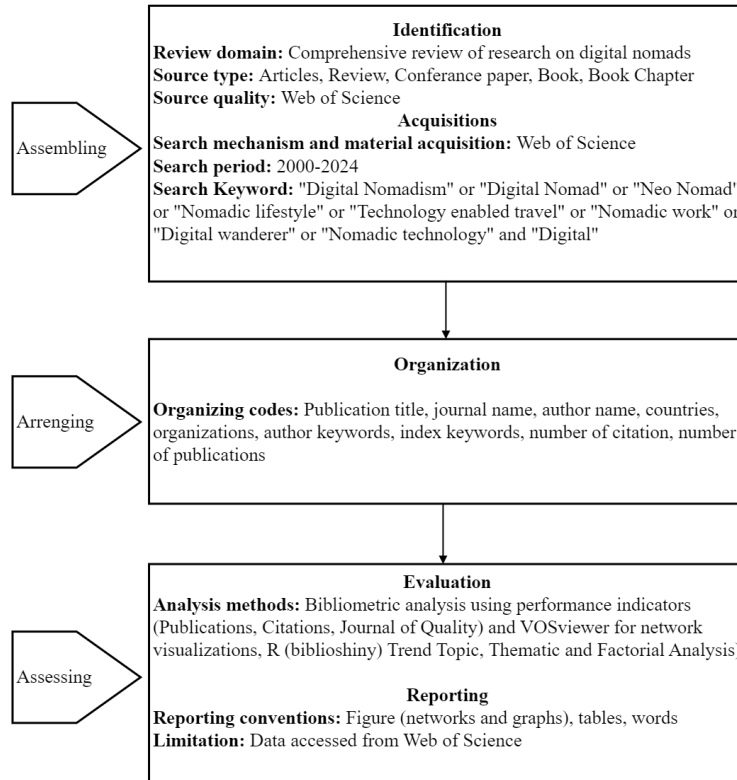 Identification
Review domain: Comprehensive review of research on digital nomads
Source type: Articles, Review, Conferance paper, Book, Book Chapter
Source quality: Web of Science
Acquisitions
Assembling
Search mechanism and material acquisition: Web of Science
Search period: 2000-2024
Search Keyword: "Digital Nomadism" or "Digital Nomad" or "Neo Nomad"
or "Nomadic lifestyle" or "Technology enabled travel" or "Nomadic work" or
"Digital wanderer" or "Nomadic technology" and "Digital"
Organization
Arrenging
Organizing codes: Publication title, journal name, author name, countries,
organizations, author keywords, index keywords, number of citation, number
of publications
Evaluation
Analysis methods: Bibliometric analysis using performance indicators
(Publications, Citations, Journal of Quality) and VOSviewer for network
visualizations, R (biblioshiny) Trend Topic, Thematic and Factorial Analysis)
Assessing
Reporting
Reporting conventions: Figure (networks and graphs), tables, words
Limitation: Data accessed from Web of Science